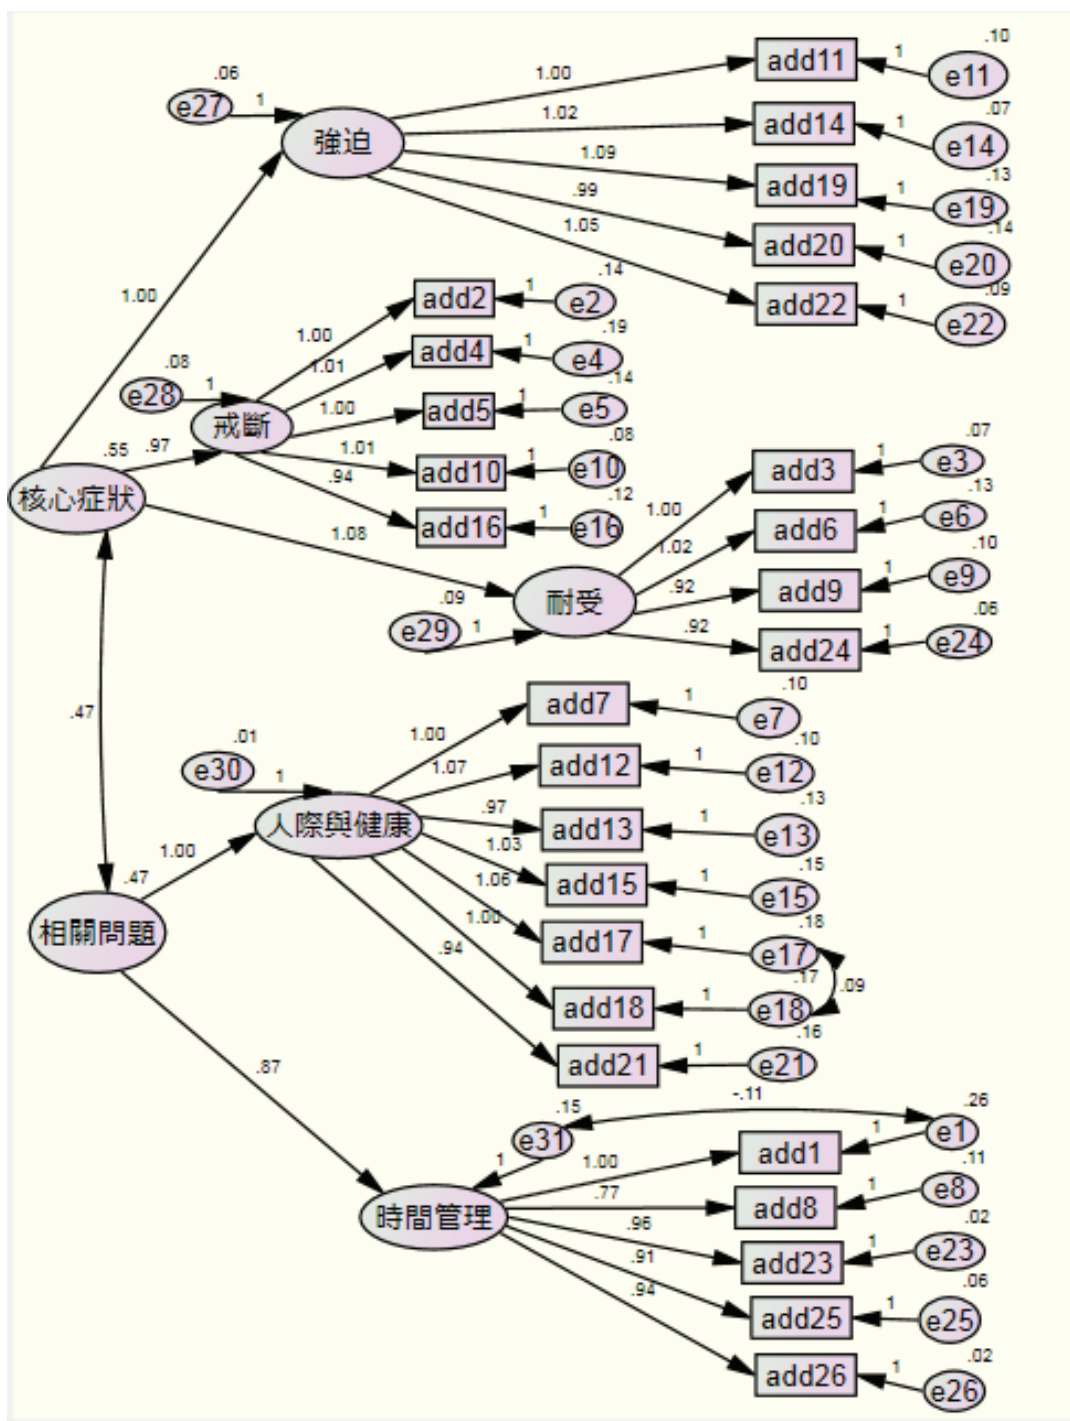 .06
e27
1
強迫
1.00
add11
1
.10
e11
1.02
add14
1
.07
e14
1.09
add19
1
.13
e19
.99
add20
1
.14
e20
1.05
add22
1
.09
e22
1.00
.08
e28
1
戒斷
1.00
add2
1
.14
e2
1.01
add4
1
.19
e4
1.00
add5
1
.14
e5
1.01
add10
1
.08
e10
.94
add16
1
.12
e16
.55
.97
核心症狀
1.08
.09
e29
1
耐受
1.00
add3
1
.07
e3
1.02
add6
1
.13
e6
.92
add9
1
.10
e9
.92
add24
1
.06
e24
.47
.01
e30
1
人際與健康
1.00
add7
1
.10
e7
1.07
add12
1
.10
e12
.97
add13
1
.13
e13
1.03
add15
1
.15
e15
1.06
add17
1
.18
e17
1.00
add18
1
.17
e18
.09
.94
add21
1
.16
e21
1.00
.47
相關問題
.87
.15
e31
1
-.11
時間管理
1.00
add1
1
.26
e1
.77
add8
1
.11
e8
.96
add23
1
.02
e23
.91
add25
1
.06
e25
.94
add26
1
.02
e26